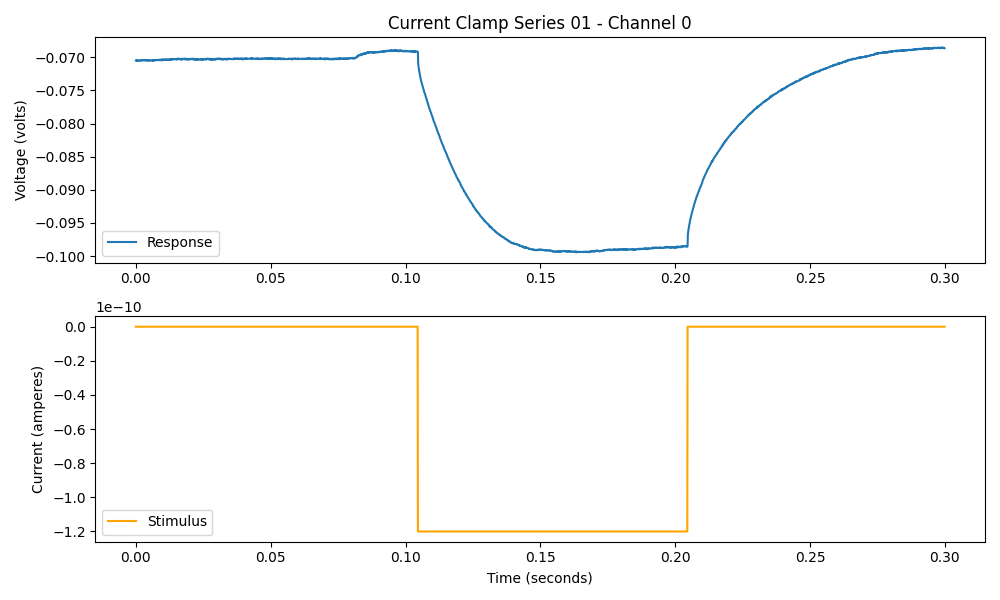 Current Clamp Series 01 - Channel 0
Voltage (volts)
−0.070
−0.075
−0.080
−0.085
−0.090
−0.095
−0.100
Response
0.00 0.05 0.10 0.15 0.20 0.25 0.30
1e−10
Current (amperes)
0.0
−0.2
−0.4
−0.6
−0.8
−1.0
−1.2
Stimulus
0.00 0.05 0.10 0.15 0.20 0.25 0.30
Time (seconds)